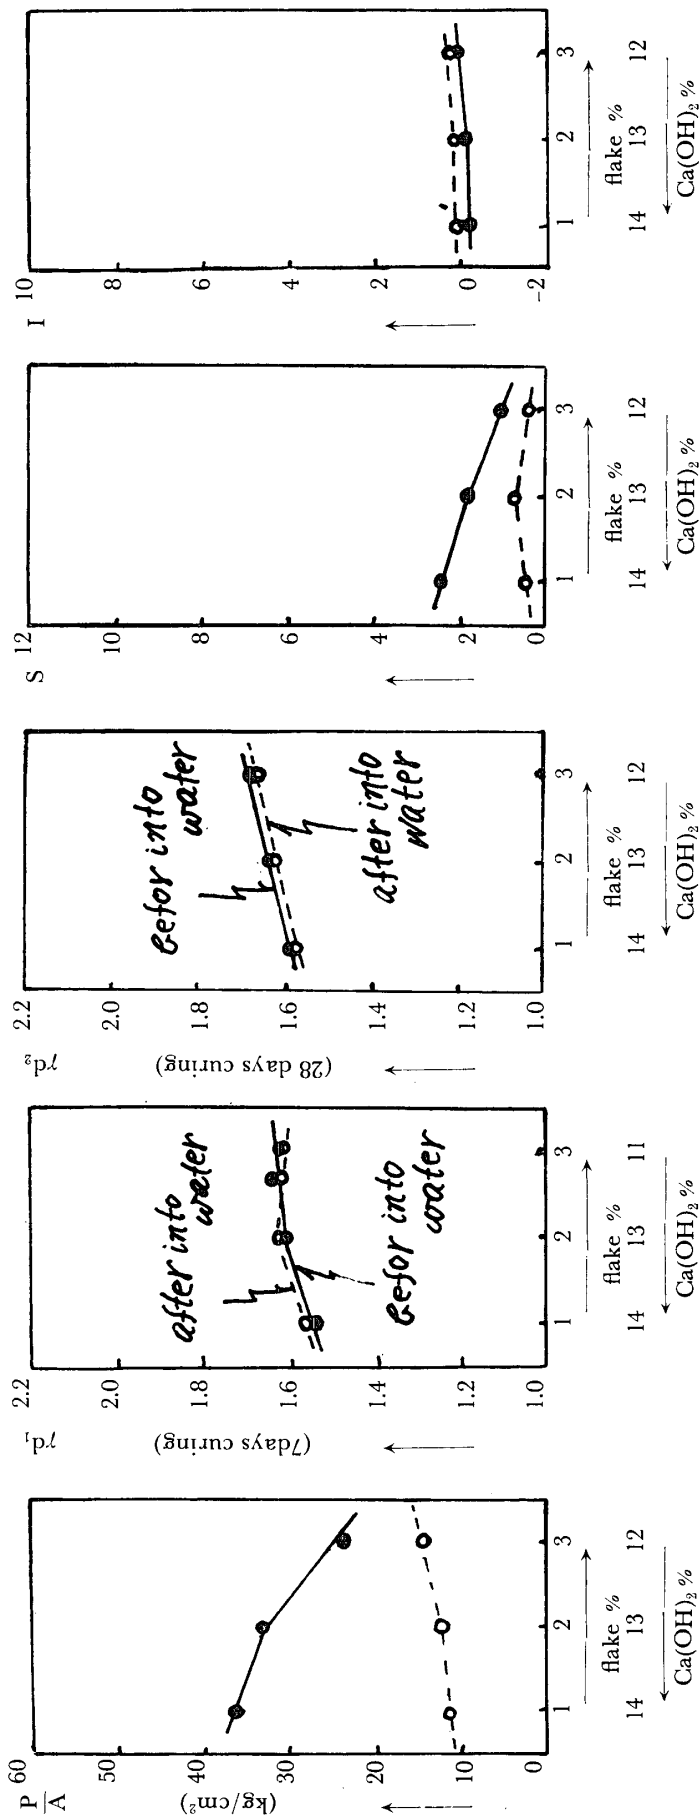 P/A
(kg/cm²)
60
50
40
30
20
10
0
1 2 3
flake %
14 13 12
Ca(OH)₂ %
γd₁
(7days curing)
2.2
2.0
1.8
1.6
1.4
1.2
1.0
after into
water
befor into
water
1 2 3
flake %
14 13 11
Ca(OH)₂ %
γd₂
(28 days curing)
2.2
2.0
1.8
1.6
1.4
1.2
1.0
befor into
water
after into
water
1 2 3
flake %
14 13 12
Ca(OH)₂ %
S
12
10
8
6
4
2
0
1 2 3
flake %
14 13 12
Ca(OH)₂ %
I
10
8
6
4
2
0
-2
1 2 3
flake %
14 13 12
Ca(OH)₂ %